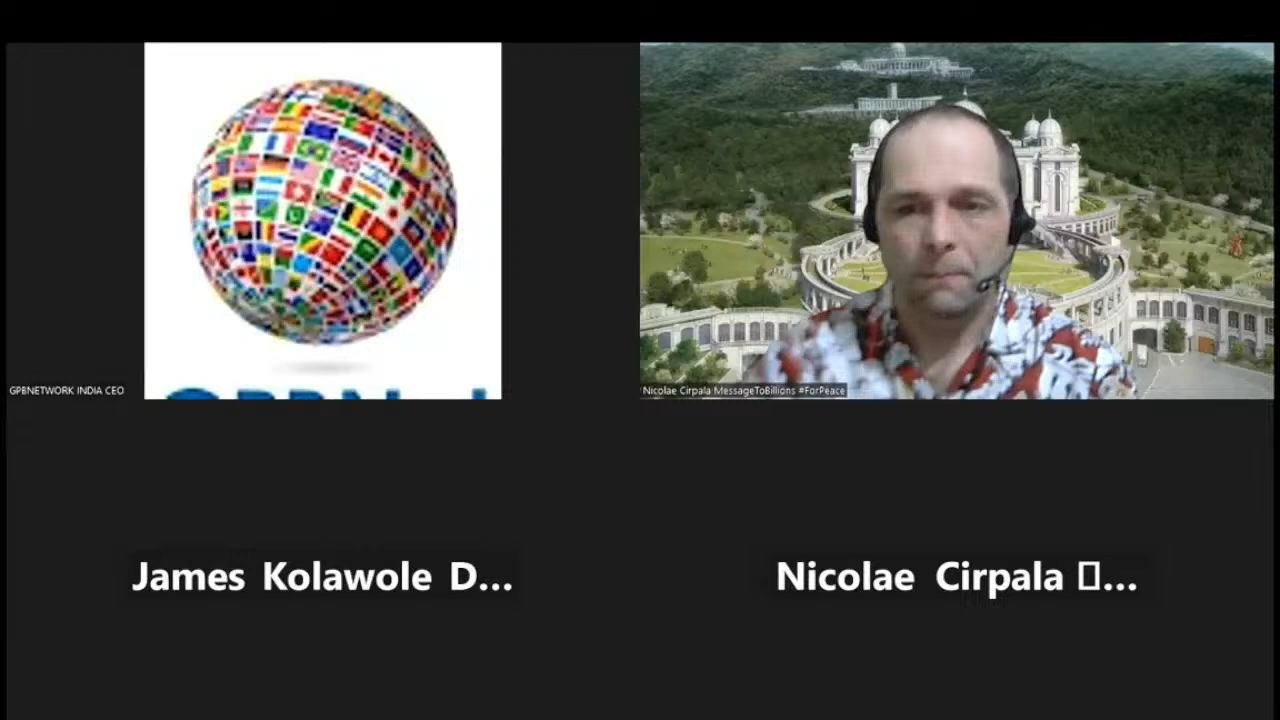 GPBNETWORK INDIA CEO
Nicolae Cirpala MessageToBillions #ForPeace
James Kolawole D...
Nicolae Cirpala ▯...